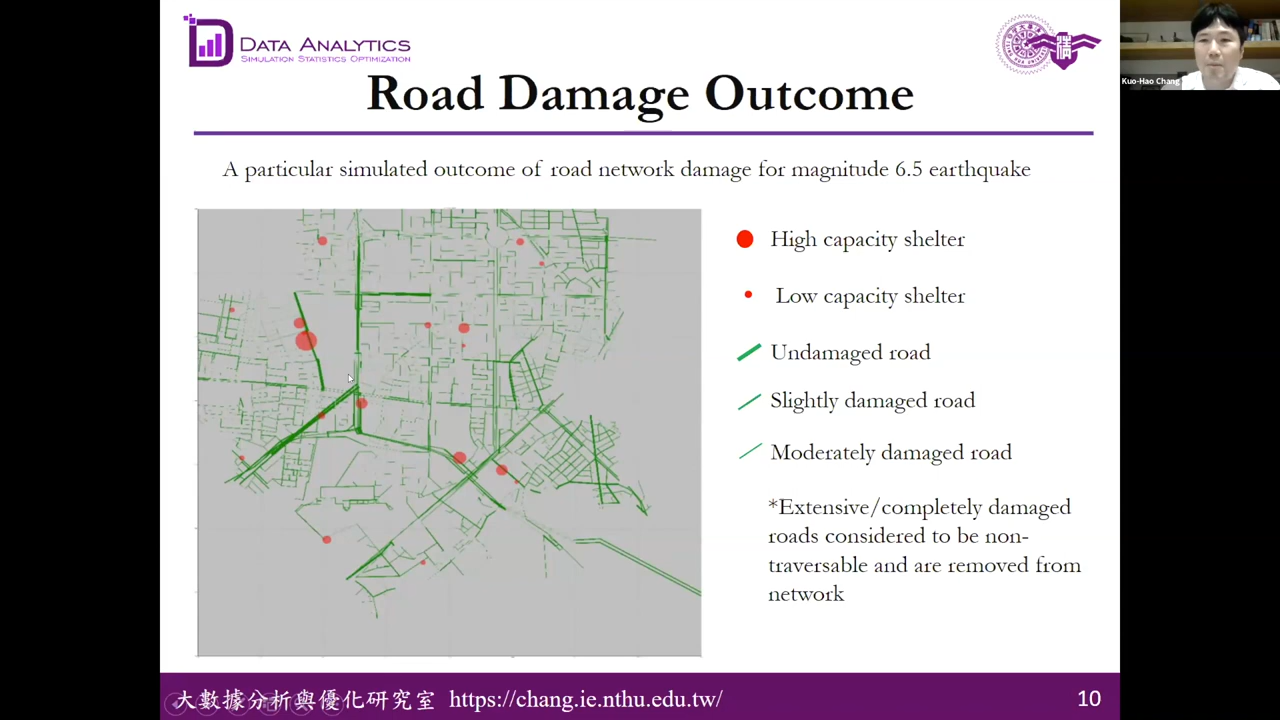 DATA ANALYTICS
SIMULATION STATISTICS OPTIMIZATION
Kuo-Hao Chang
Road Damage Outcome
A particular simulated outcome of road network damage for magnitude 6.5 earthquake
High capacity shelter
Low capacity shelter
Undamaged road
Slightly damaged road
Moderately damaged road
*Extensive/completely damaged
roads considered to be non-
traversable and are removed from
network
大數據分析與優化研究室 https://chang.ie.nthu.edu.tw/
10